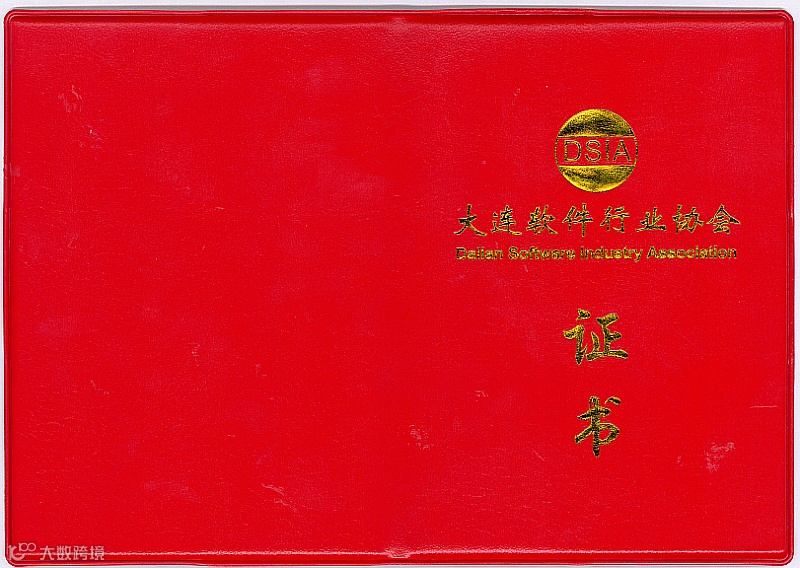 DSIA
大连软件行业协会
Dalian Software Industry Association
证
书
大数跨境